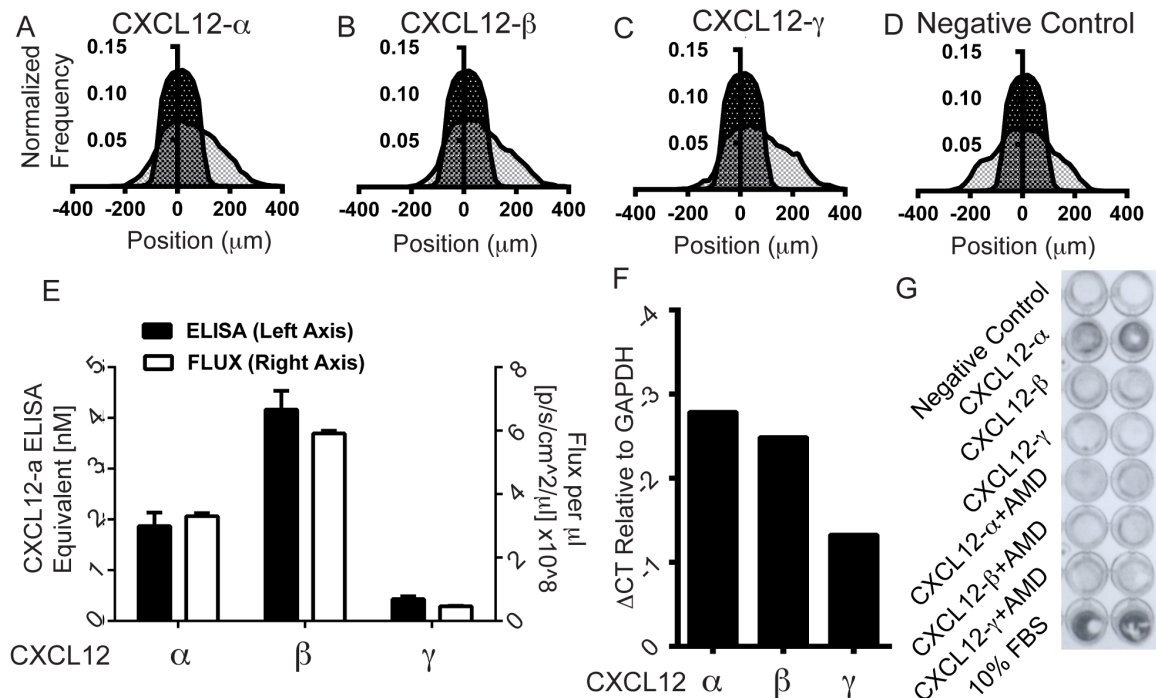 A
CXCL12-α
B
CXCL12-β
C
CXCL12-γ
D
Negative Control
Normalized
Frequency
0.15
0.10
0.05
-400 -200 0 200 400
Position (μm)
0.15
0.10
0.05
-400 -200 0 200 400
Position (μm)
0.15
0.10
0.05
-400 -200 0 200 400
Position (μm)
0.15
0.10
0.05
-400 -200 0 200 400
Position (μm)
E
ELISA (Left Axis)
FLUX (Right Axis)
CXCL12-a ELISA
Equivalent [nM]
5
4
3
2
1
0
8
6
4
2
0
Flux per μl
[p/s/cm^2/μl] x10^8
CXCL12 α β γ
F
ΔCT Relative to GAPDH
-4
-3
-2
-1
0
CXCL12 α β γ
G
Negative Control
CXCL12-α
CXCL12-β
CXCL12-γ
CXCL12-α+AMD
CXCL12-β+AMD
CXCL12-γ+AMD
10% FBS